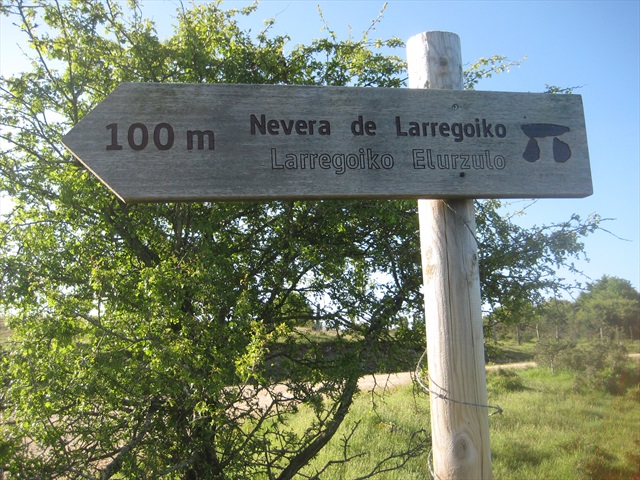 100 m
Nevera de Larregoiko
Larregoiko Elurzulo